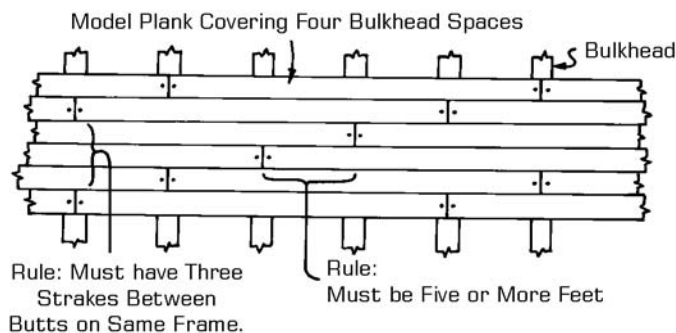 Model Plank Covering Four Bulkhead Spaces
Bulkhead
Rule: Must have Three
Strakes Between
Butts on Same Frame.
Rule:
Must be Five or More Feet